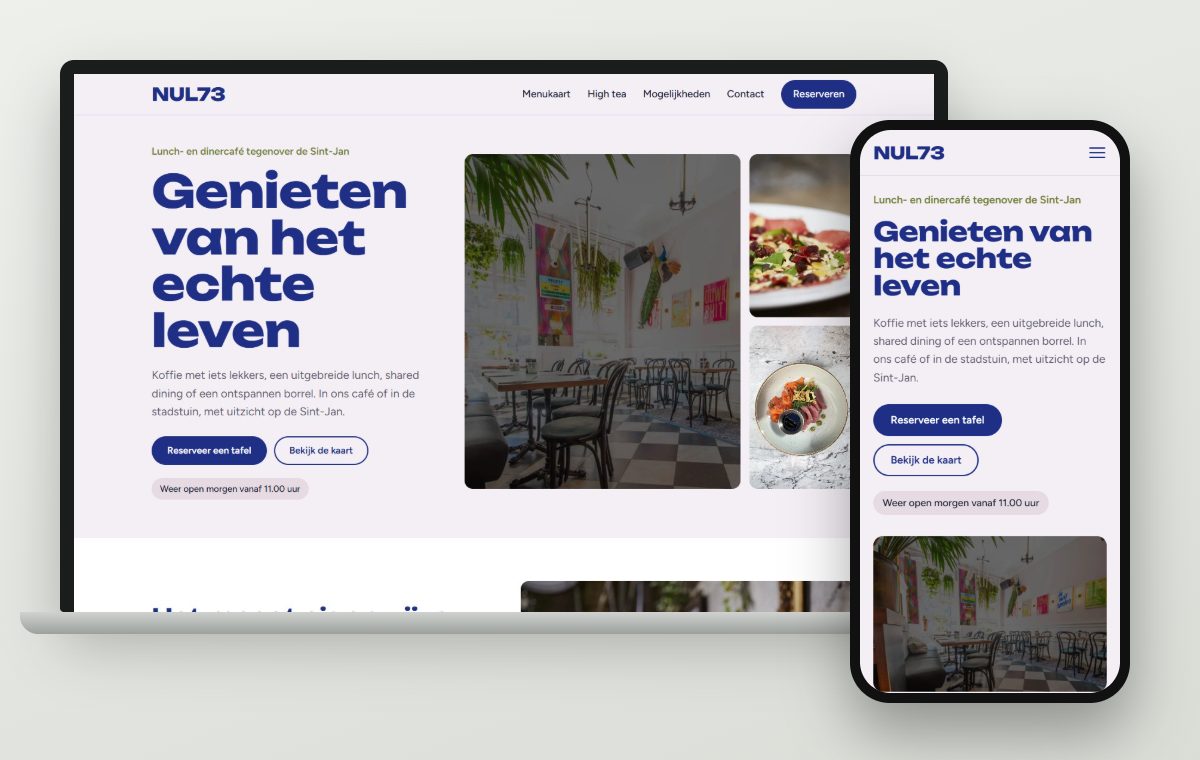 NUL73
Menukaart High tea Mogelijkheden Contact Reserveren
Lunch- en dinercafé tegenover de Sint-Jan
Genieten
van het
echte
leven
Koffie met iets lekkers, een uitgebreide lunch, shared
dining of een ontspannen borrel. In ons café of in de
stadstuin, met uitzicht op de Sint-Jan.
Reserveer een tafel Bekijk de kaart
Weer open morgen vanaf 11.00 uur
NUL73
Lunch- en dinercafé tegenover de Sint-Jan
Genieten van
het echte
leven
Koffie met iets lekkers, een uitgebreide lunch,
shared dining of een ontspannen borrel. In
ons café of in de stadstuin, met uitzicht op de
Sint-Jan.
Reserveer een tafel
Bekijk de kaart
Weer open morgen vanaf 11.00 uur